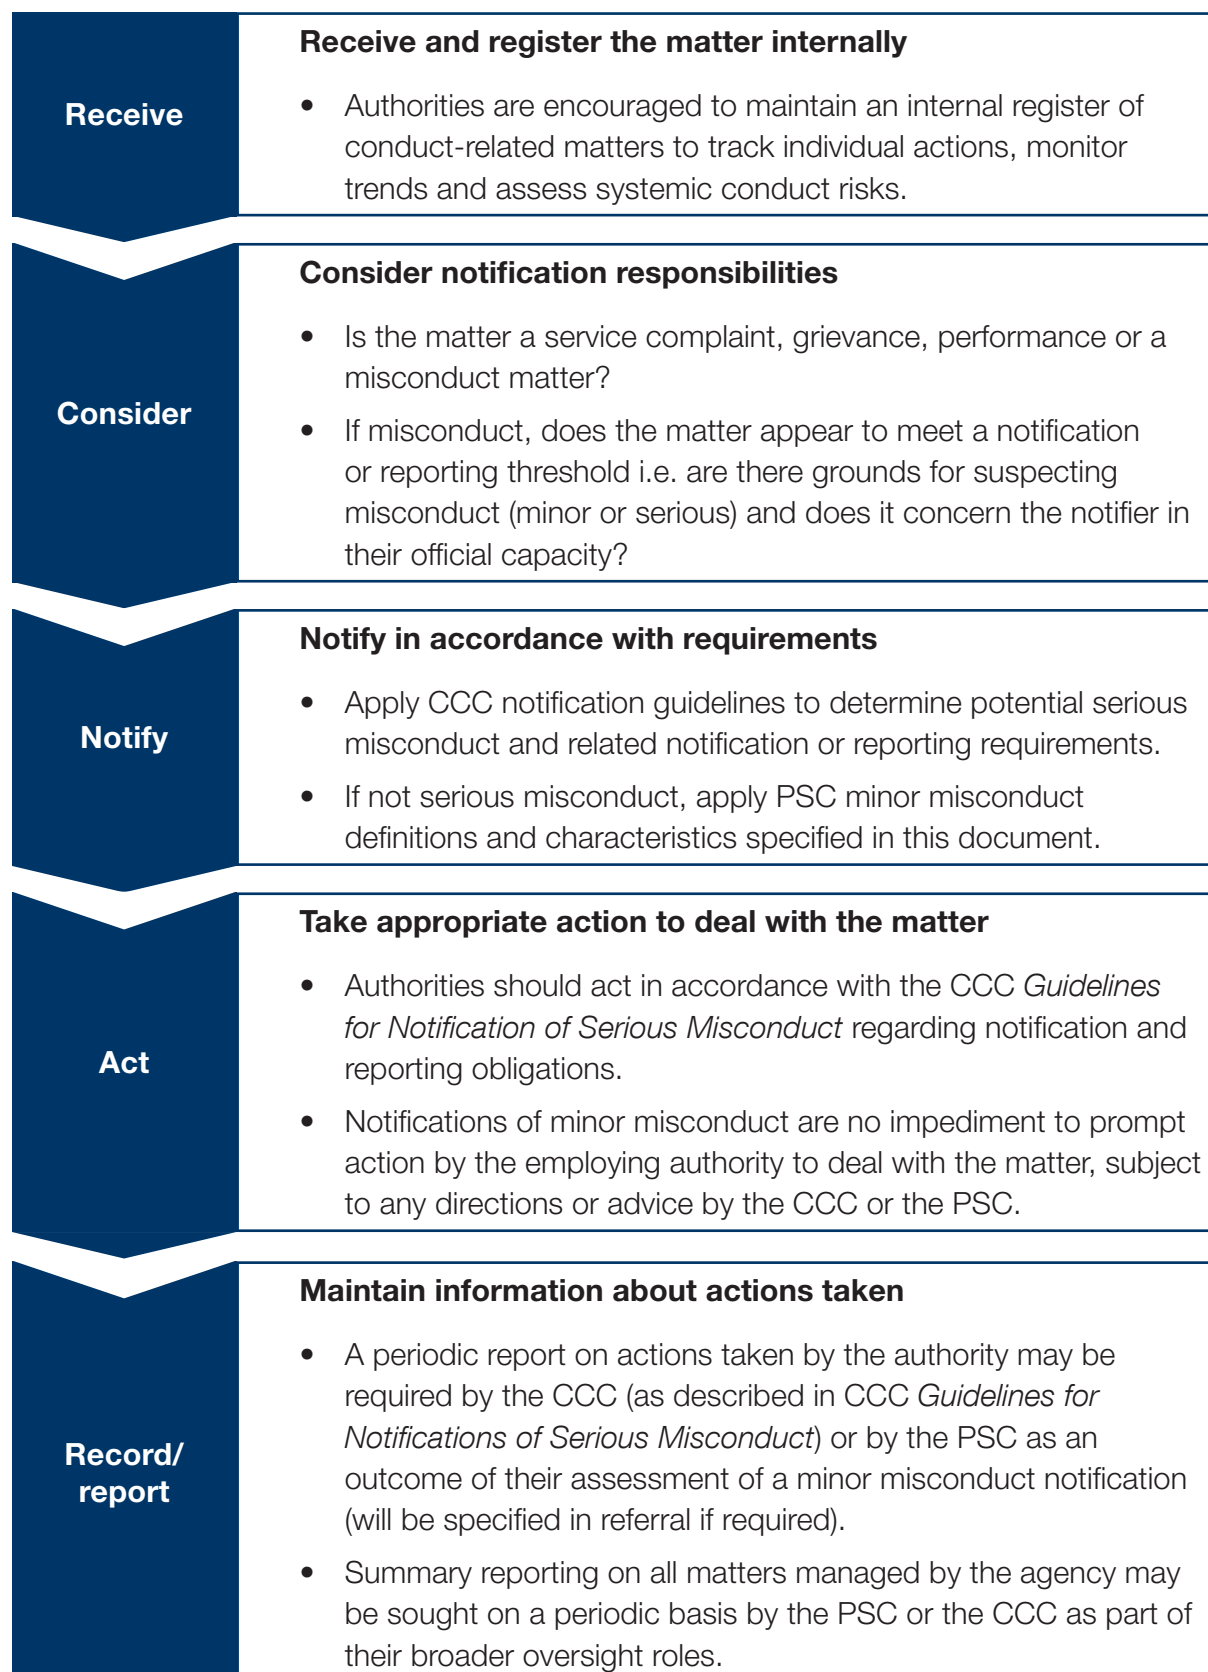 Receive
Receive and register the matter internally
• Authorities are encouraged to maintain an internal register of
conduct-related matters to track individual actions, monitor
trends and assess systemic conduct risks.
Consider
Consider notification responsibilities
• Is the matter a service complaint, grievance, performance or a
misconduct matter?
• If misconduct, does the matter appear to meet a notification
or reporting threshold i.e. are there grounds for suspecting
misconduct (minor or serious) and does it concern the notifier in
their official capacity?
Notify
Notify in accordance with requirements
• Apply CCC notification guidelines to determine potential serious
misconduct and related notification or reporting requirements.
• If not serious misconduct, apply PSC minor misconduct
definitions and characteristics specified in this document.
Act
Take appropriate action to deal with the matter
• Authorities should act in accordance with the CCC Guidelines
for Notification of Serious Misconduct regarding notification and
reporting obligations.
• Notifications of minor misconduct are no impediment to prompt
action by the employing authority to deal with the matter, subject
to any directions or advice by the CCC or the PSC.
Record/
report
Maintain information about actions taken
• A periodic report on actions taken by the authority may be
required by the CCC (as described in CCC Guidelines for
Notifications of Serious Misconduct) or by the PSC as an
outcome of their assessment of a minor misconduct notification
(will be specified in referral if required).
• Summary reporting on all matters managed by the agency may
be sought on a periodic basis by the PSC or the CCC as part of
their broader oversight roles.